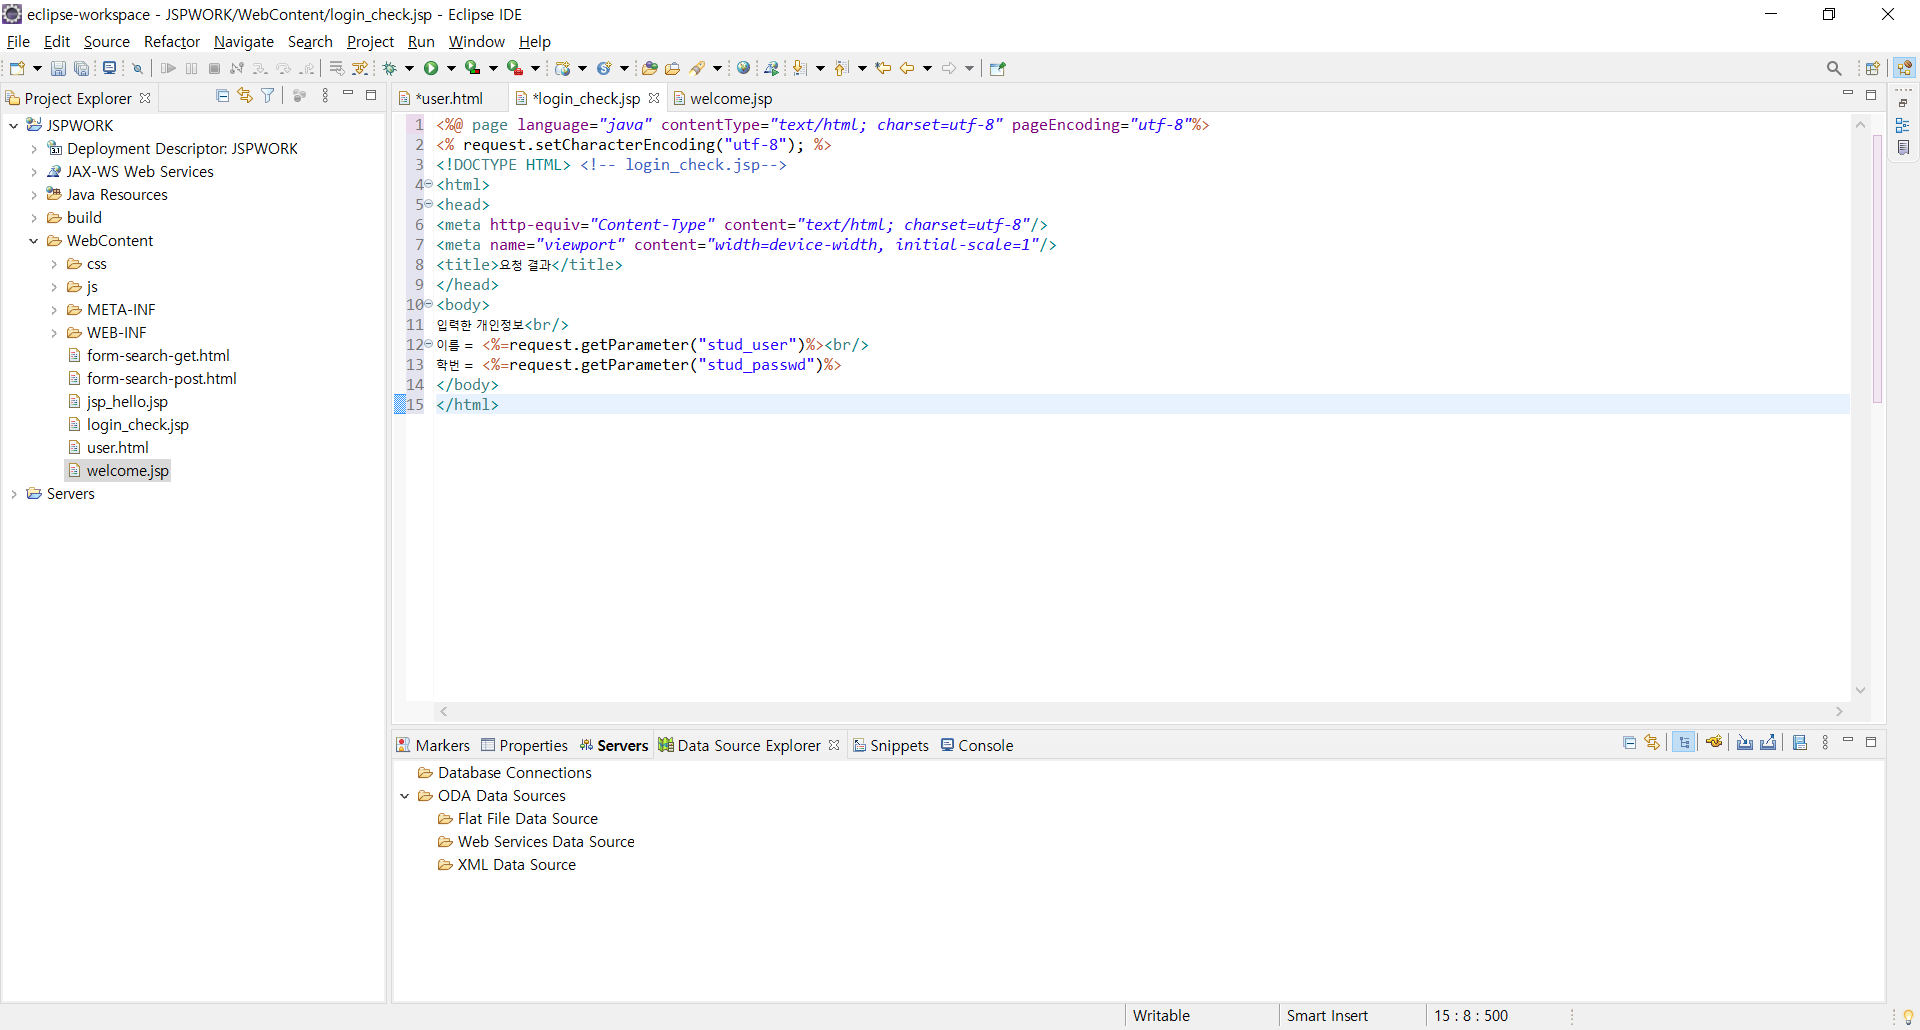 eclipse-workspace - JSPWORK/WebContent/login_check.jsp - Eclipse IDE
File Edit Source Refactor Navigate Search Project Run Window Help
Project Explorer
JSPWORK
Deployment Descriptor: JSPWORK
JAX-WS Web Services
Java Resources
build
WebContent
css
js
META-INF
WEB-INF
form-search-get.html
form-search-post.html
jsp_hello.jsp
login_check.jsp
user.html
welcome.jsp
Servers
*user.html *login_check.jsp welcome.jsp
1 <%@ page language="java" contentType="text/html; charset=utf-8" pageEncoding="utf-8"%>
2 <% request.setCharacterEncoding("utf-8"); %>
3 <!DOCTYPE HTML> <!-- login_check.jsp-->
4 <html>
5 <head>
6 <meta http-equiv="Content-Type" content="text/html; charset=utf-8"/>
7 <meta name="viewport" content="width=device-width, initial-scale=1"/>
8 <title>요청 결과</title>
9 </head>
10 <body>
11 입력한 개인정보<br/>
12 이름 = <%=request.getParameter("stud_user")%><br/>
13 학번 = <%=request.getParameter("stud_passwd")%>
14 </body>
15 </html>
Markers Properties Servers Data Source Explorer Snippets Console
Database Connections
ODA Data Sources
Flat File Data Source
Web Services Data Source
XML Data Source
Writable Smart Insert 15 : 8 : 500